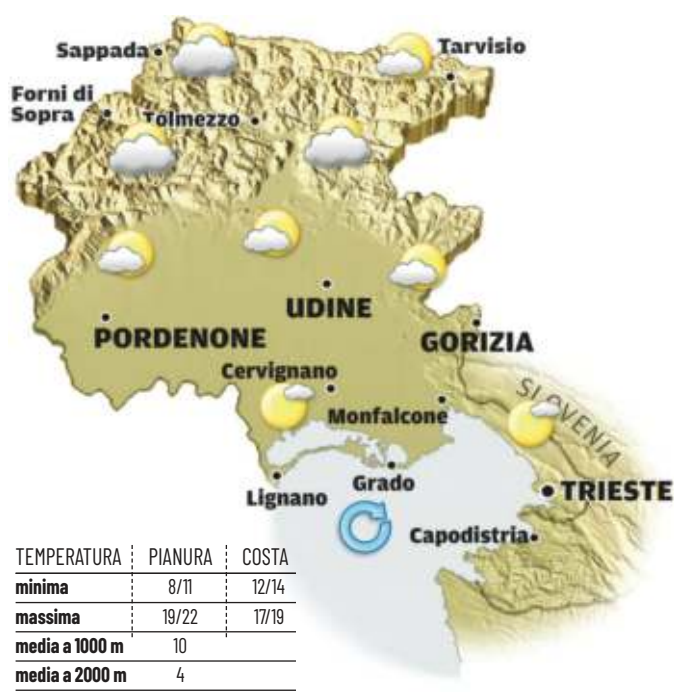 Sappada
Tarvisio
Forni di
Sopra
Tolmezzo
UDINE
PORDENONE
GORIZIA
Cervignano
Monfalcone
SLOVENIA
Lignano
Grado
TRIESTE
Capodistria
TEMPERATURA PIANURA COSTA
minima 8/11 12/14
massima 19/22 17/19
media a 1000 m 10
media a 2000 m 4